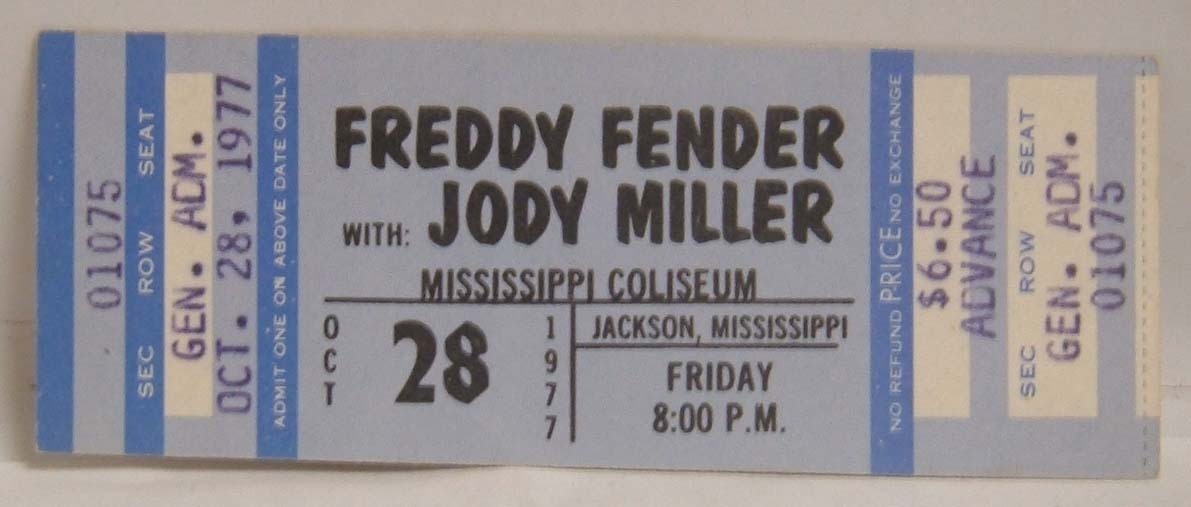 01075
SEC ROW SEAT
GEN. ADM.
OCT. 28, 1977
ADMIT ONE ON ABOVE DATE ONLY
FREDDY FENDER
WITH: JODY MILLER
MISSISSIPPI COLISEUM
OCT 28 1977
JACKSON, MISSISSIPPI
FRIDAY
8:00 P.M.
NO REFUND PRICE NO EXCHANGE
$6.50
ADVANCE
SEC ROW SEAT
GEN. ADM.
01075